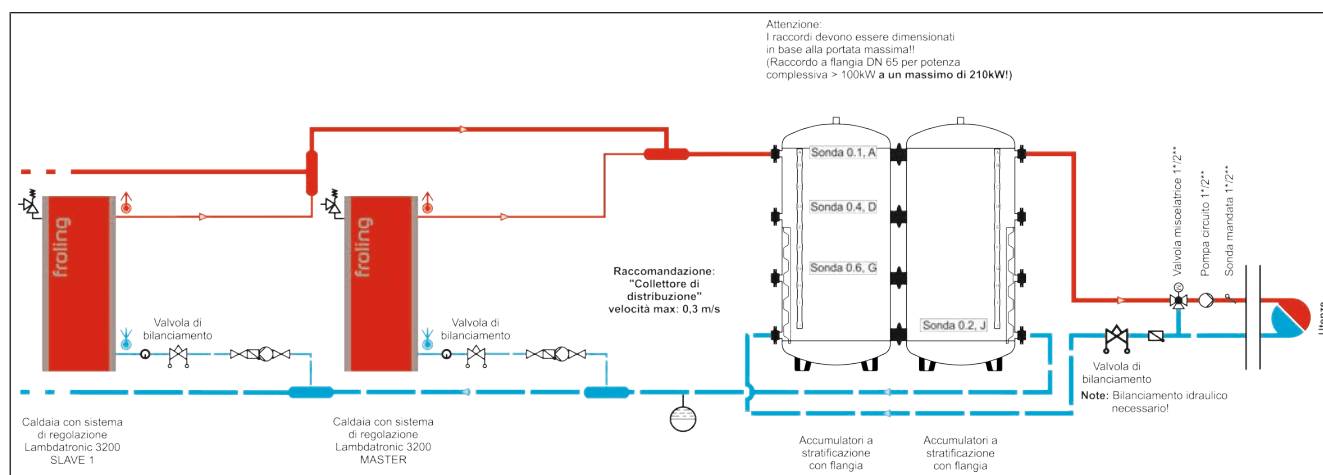 Attenzione:
I raccordi devono essere dimensionati
in base alla portata massima!!
(Raccordo a flangia DN 65 per potenza
complessiva > 100kW a un massimo di 210kW!)
Sonda 0.1, A
Sonda 0.4, D
Sonda 0.6, G
Sonda 0.2, J
froling
froling
Raccomandazione:
"Collettore di
distribuzione"
velocità max: 0,3 m/s
Valvola di
bilanciamento
Valvola di
bilanciamento
Valvola miscelatrice 1*/2**
Pompa circuito 1*/2**
Sonda mandata 1*/2**
Utenze
Valvola di
bilanciamento
Note: Bilanciamento idraulico
necessario!
Caldaia con sistema
di regolazione
Lambdatronic 3200
SLAVE 1
Caldaia con sistema
di regolazione
Lambdatronic 3200
MASTER
Accumulatori a
stratificazione
con flangia
Accumulatori a
stratificazione
con flangia